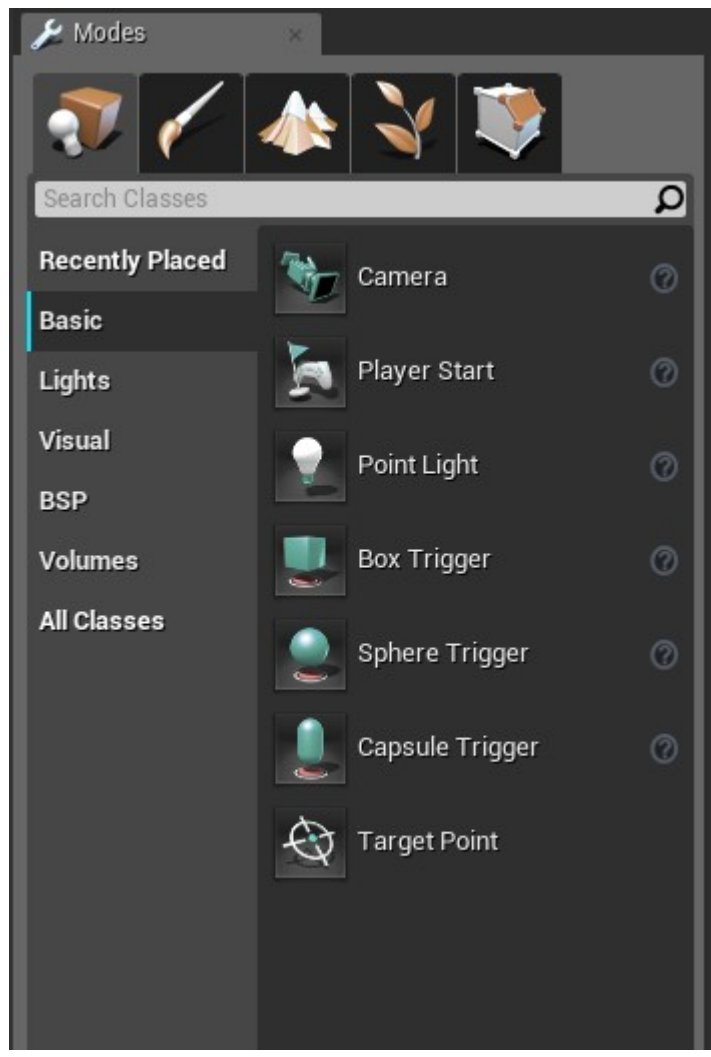 Modes
Search Classes
Recently Placed
Basic
Lights
Visual
BSP
Volumes
All Classes
Camera
Player Start
Point Light
Box Trigger
Sphere Trigger
Capsule Trigger
Target Point